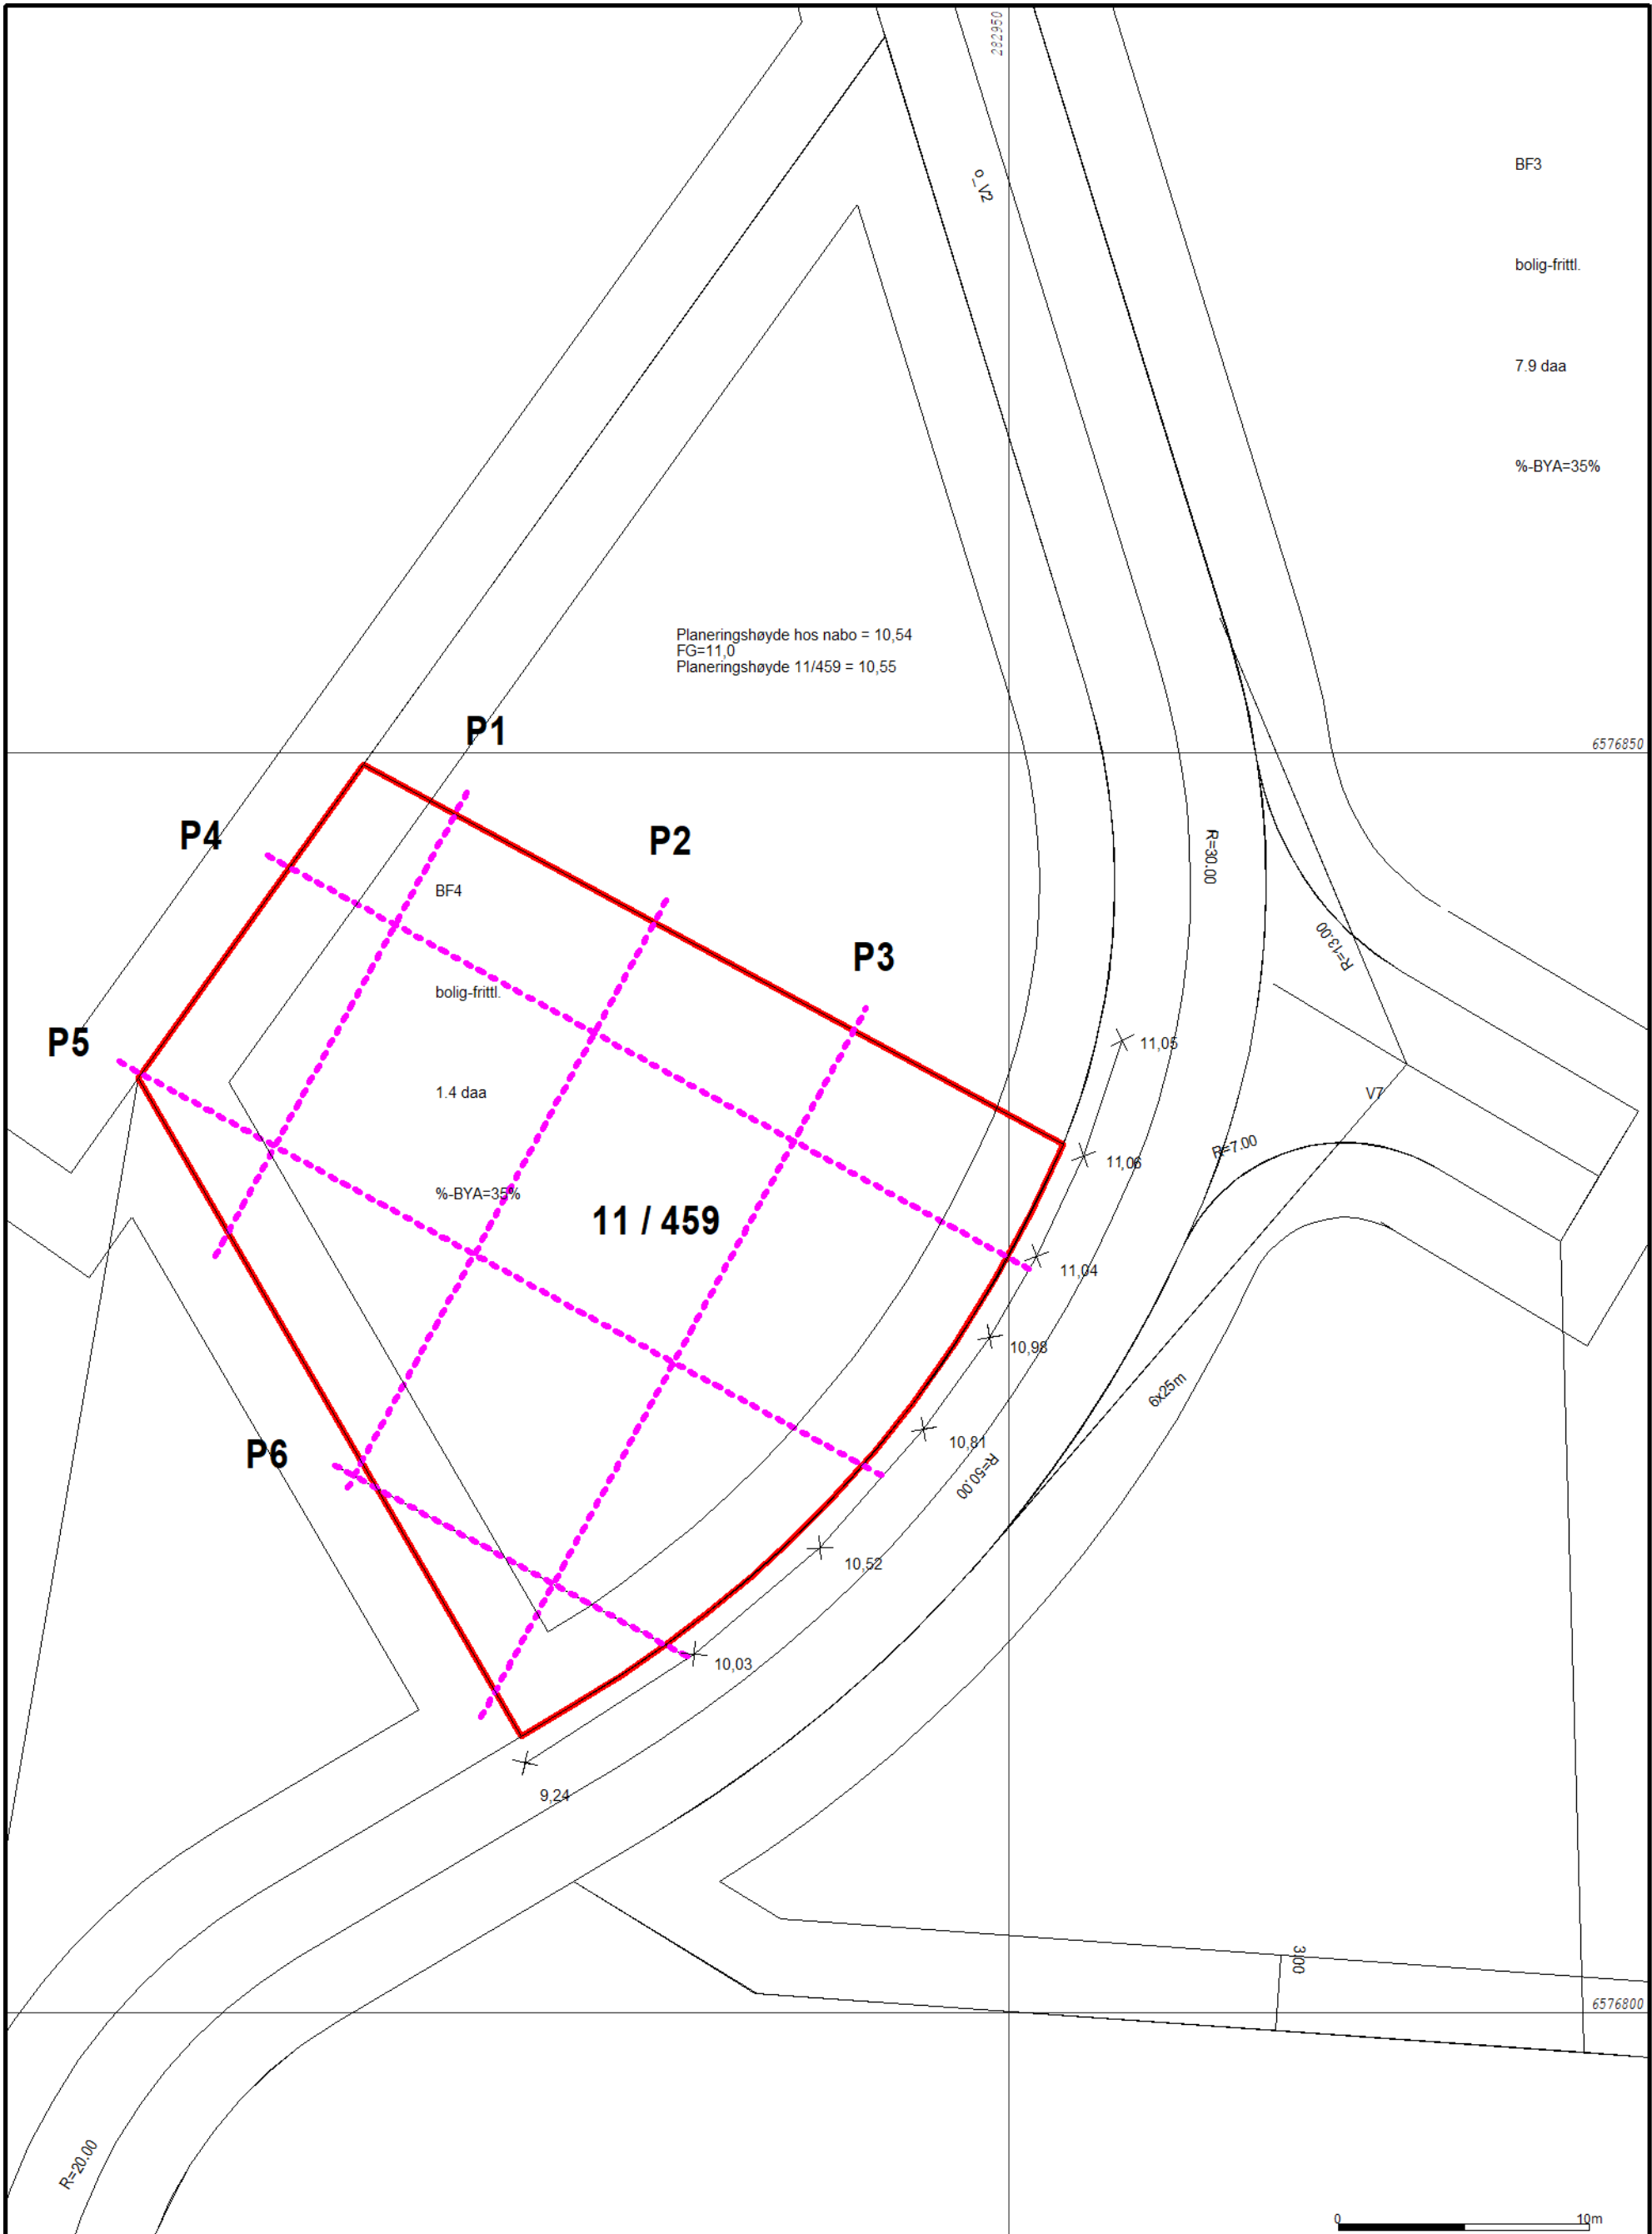 282950
o_V2
BF3
bolig-frittl.
7.9 daa
%-BYA=35%
Planeringshøyde hos nabo = 10,54
FG=11,0
Planeringshøyde 11/459 = 10,55
6576850
P1
P4
P2
P3
P5
BF4
bolig-frittl.
1.4 daa
%-BYA=35%
11 / 459
P6
R=30.00
R=13.00
11,05
V7
R=7.00
11,06
11,04
10,98
6x25m
10,81
R=50.00
10,52
10,03
9,24
3.00
6576800
R=20.00
0 10m